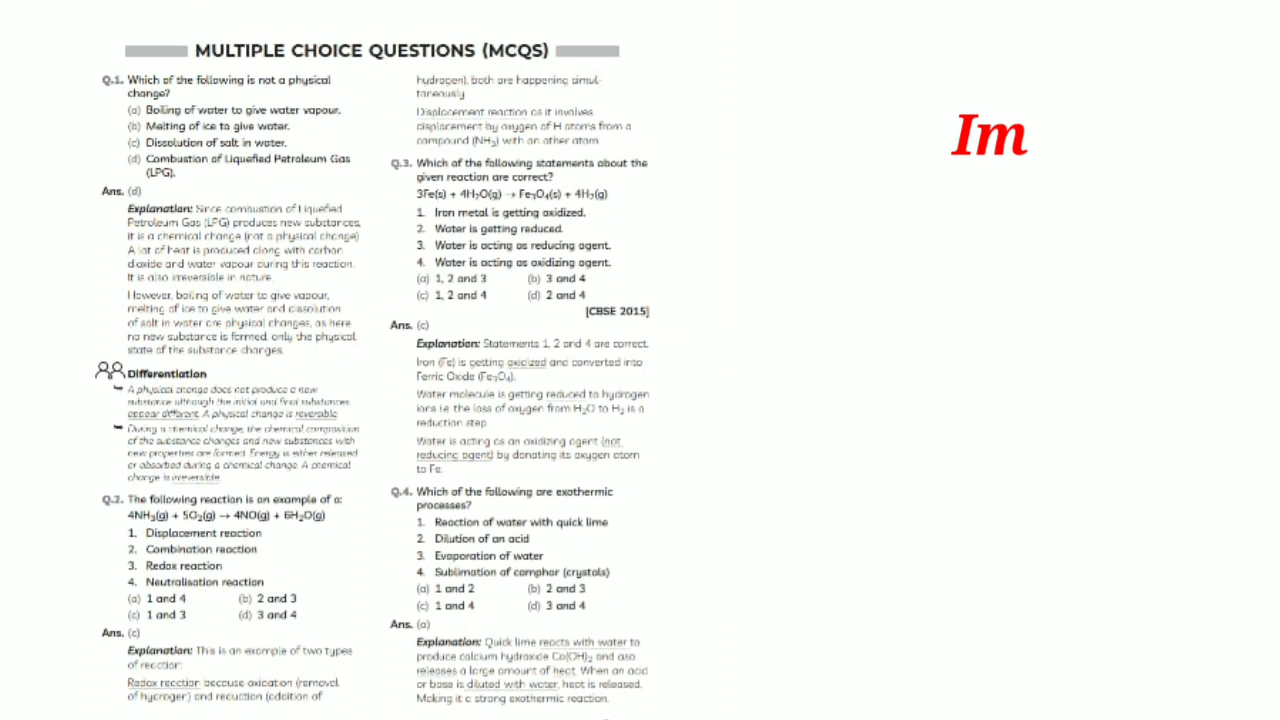 MULTIPLE CHOICE QUESTIONS (MCQS)
Q.1. Which of the following is not a physical
change?
(a) Boiling of water to give water vapour.
(b) Melting of ice to give water.
(c) Dissolution of salt in water.
(d) Combustion of Liquefied Petroleum Gas
(LPG).
Ans. (d)
Explanation: Since combustion of Liquefied
Petroleum Gas (LPG) produces new substances,
it is a chemical change (not a physical change)
A lot of heat is produced along with carbon
dioxide and water vapour during this reaction.
It is also irreversible in nature.
However, boiling of water to give vapour,
melting of ice to give water and dissolution
of salt in water are physical changes, as here
no new substance is formed, only the physical
state of the substance changes.
Differentiation
A physical change does not produce a new
substance although the initial and final substances
appear different. A physical change is reversible
During a chemical change, the chemical composition
of the substance changes and new substances with
new properties are formed. Energy is either released
or absorbed during a chemical change. A chemical
change is irreversible.
Q.2. The following reaction is an example of a:
4NH₃(g) + 5O₂(g) → 4NO(g) + 6H₂O(g)
1. Displacement reaction
2. Combination reaction
3. Redox reaction
4. Neutralisation reaction
(a) 1 and 4 (b) 2 and 3
(c) 1 and 3 (d) 3 and 4
Ans. (c)
Explanation: This is an example of two types
of reaction:
Redox reaction because oxidation (removal
of hydrogen) and reduction (addition of
hydrogen), both are happening simul-
taneously
Displacement reaction as it involves
displacement by oxygen of H atoms from a
compound (NH₃) with an other atom
Q.3. Which of the following statements about the
given reaction are correct?
3Fe(s) + 4H₂O(g) → Fe₃O₄(s) + 4H₂(g)
1. Iron metal is getting oxidized.
2. Water is getting reduced.
3. Water is acting as reducing agent.
4. Water is acting as oxidizing agent.
(a) 1, 2 and 3 (b) 3 and 4
(c) 1, 2 and 4 (d) 2 and 4
[CBSE 2015]
Ans. (c)
Explanation: Statements 1, 2 and 4 are correct.
Iron (Fe) is getting oxidized and converted into
Ferric Oxide (Fe₃O₄).
Water molecule is getting reduced to hydrogen
ions i.e. the loss of oxygen from H₂O to H₂ is a
reduction step
Water is acting as an oxidizing agent (not
reducing agent) by donating its oxygen atom
to Fe.
Q.4. Which of the following are exothermic
processes?
1. Reaction of water with quick lime
2. Dilution of an acid
3. Evaporation of water
4. Sublimation of camphor (crystals)
(a) 1 and 2 (b) 2 and 3
(c) 1 and 4 (d) 3 and 4
Ans. (a)
Explanation: Quick lime reacts with water to
produce calcium hydroxide Ca(OH)₂ and also
releases a large amount of heat. When an acid
or base is diluted with water, heat is released.
Making it a strong exothermic reaction.
Im